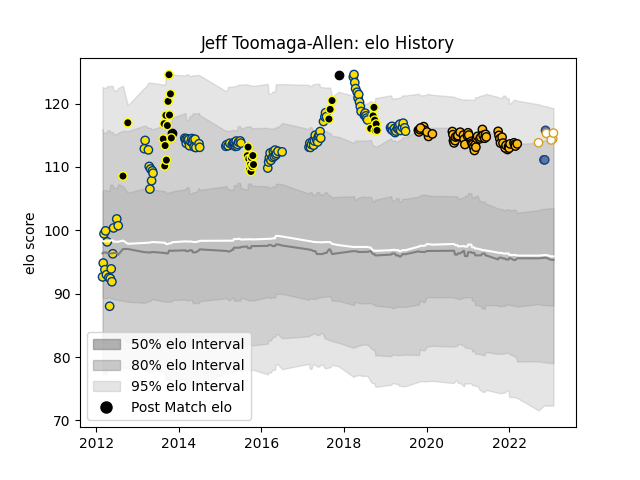 Jeff Toomaga-Allen: elo History
elo score
120
110
100
90
80
70
50% elo Interval
80% elo Interval
95% elo Interval
Post Match elo
2012
2014
2016
2018
2020
2022